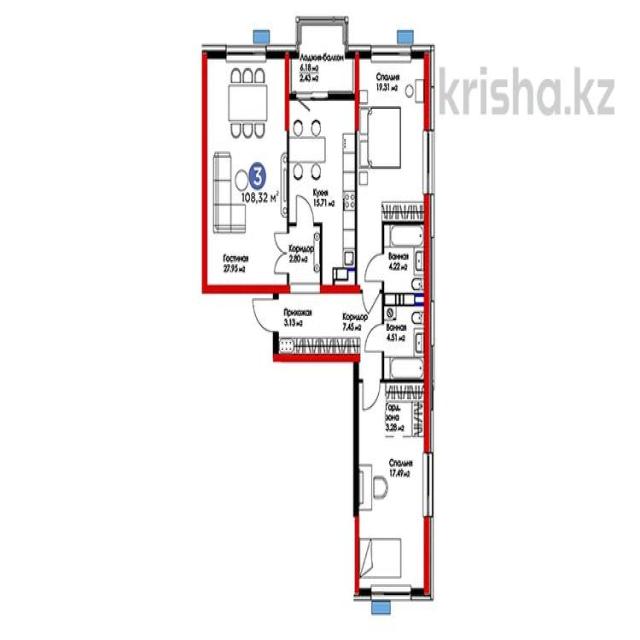 Лоджия-балкон
6.18 м²
2.43 м²
Спальня
19.31 м²
krisha.kz
3
108,32 м²
Кухня
15.71 м²
Гостиная
27.95 м²
Коридор
2.80 м²
Ванная
4.22 м²
Прихожая
3.13 м²
Коридор
7.45 м²
Ванная
4.51 м²
Гард.
зона
3.28 м²
Спальня
17.49 м²